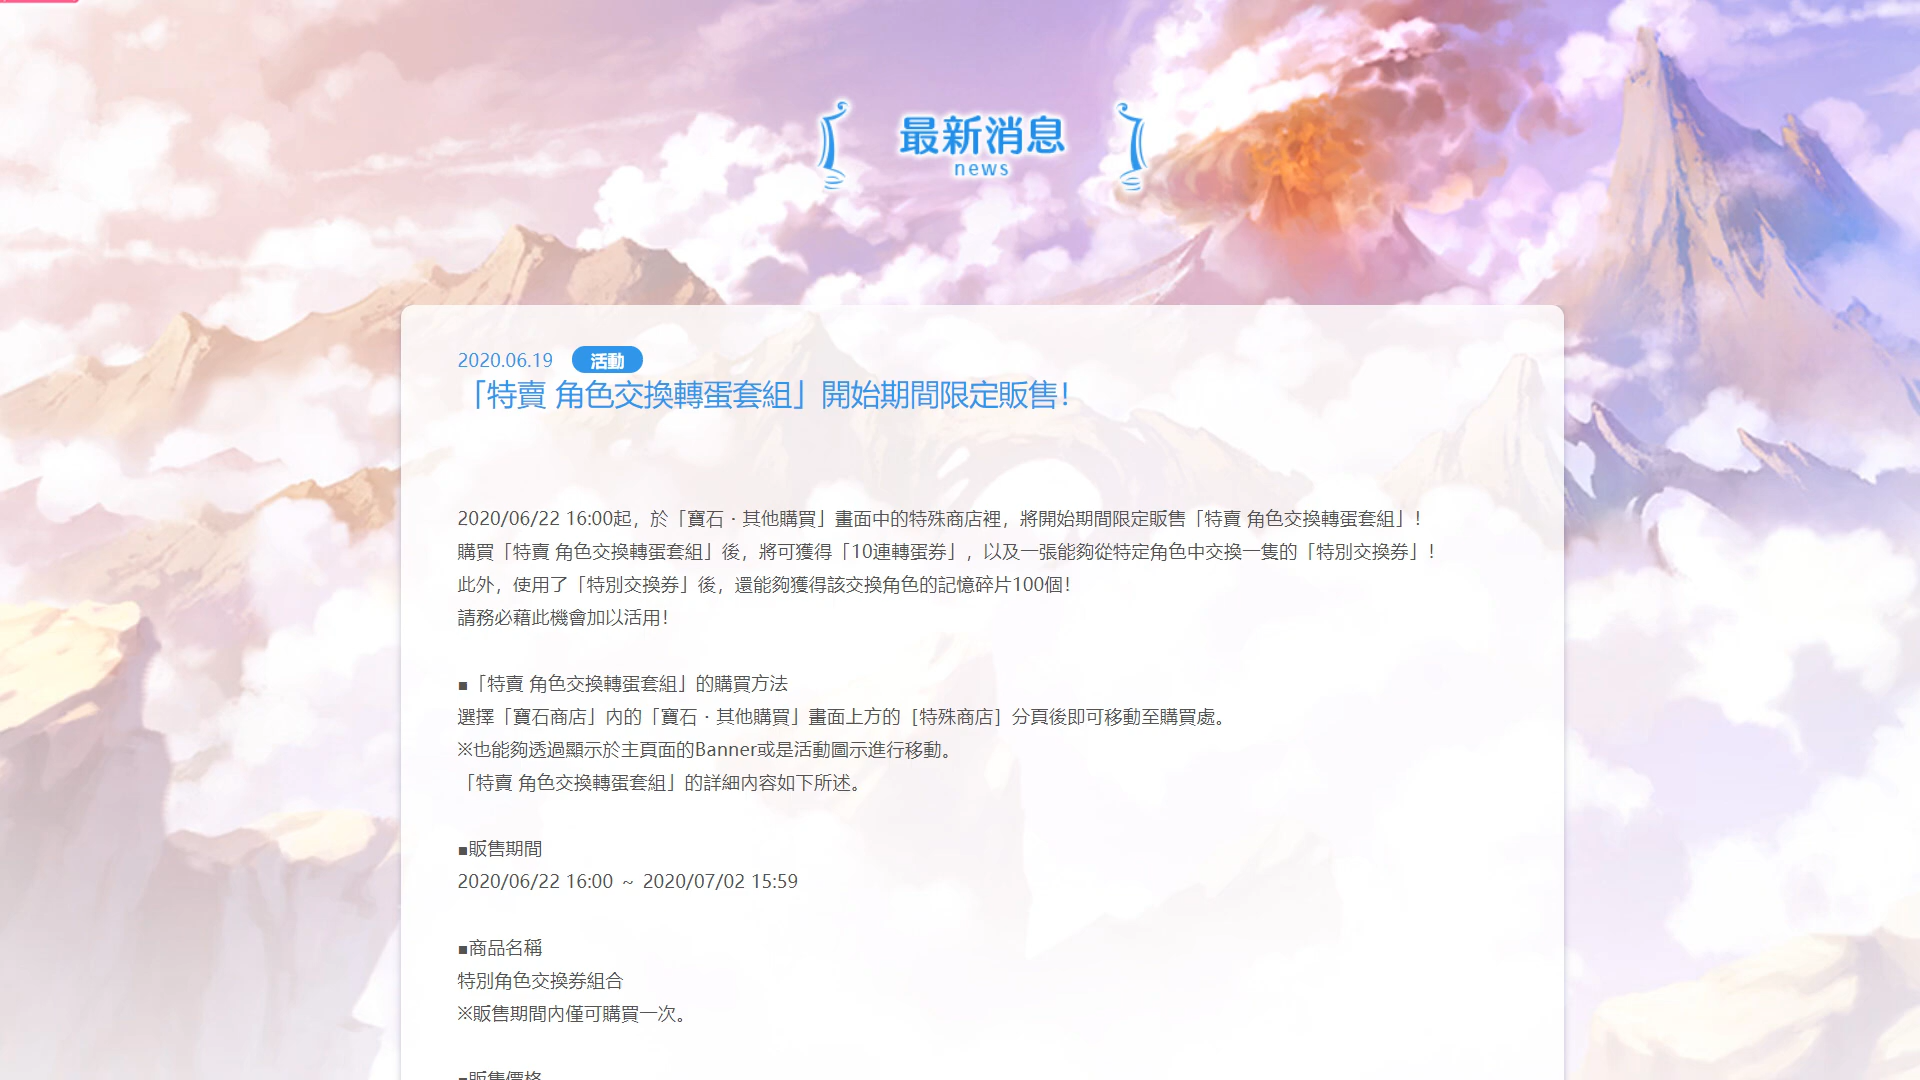 最新消息
news
2020.06.19 活動
「特賣 角色交換轉蛋套組」開始期間限定販售！
2020/06/22 16:00起，於「寶石・其他購買」畫面中的特殊商店裡，將開始期間限定販售「特賣 角色交換轉蛋套組」！
購買「特賣 角色交換轉蛋套組」後，將可獲得「10連轉蛋券」，以及一張能夠從特定角色中交換一隻的「特別交換券」！
此外，使用了「特別交換券」後，還能夠獲得該交換角色的記憶碎片100個！
請務必藉此機會加以活用！
■「特賣 角色交換轉蛋套組」的購買方法
選擇「寶石商店」內的「寶石・其他購買」畫面上方的［特殊商店］分頁後即可移動至購買處。
※也能夠透過顯示於主頁面的Banner或是活動圖示進行移動。
「特賣 角色交換轉蛋套組」的詳細內容如下所述。
■販售期間
2020/06/22 16:00 ～ 2020/07/02 15:59
■商品名稱
特別角色交換券組合
※販售期間內僅可購買一次。
■販售價格